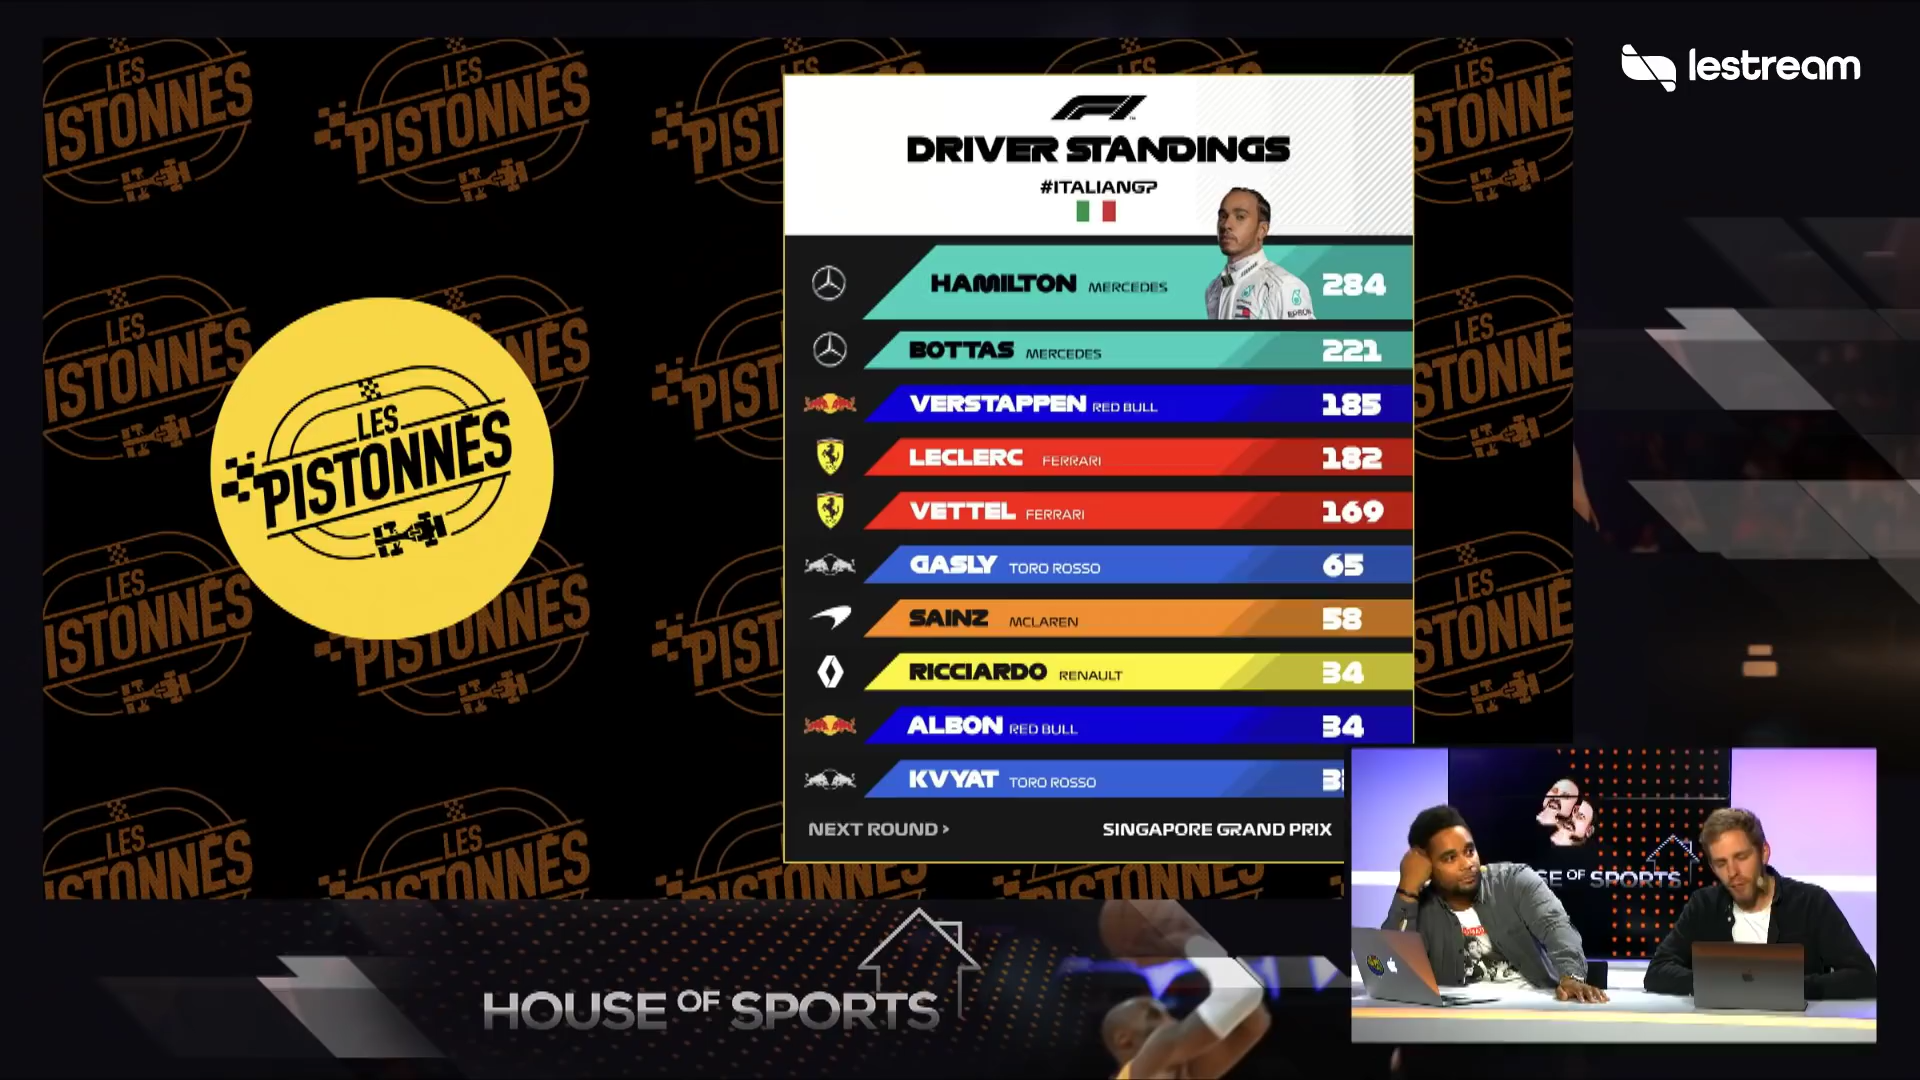 lestream
LES
PISTONNÉS
DRIVER STANDINGS
#ITALIANGP
HAMILTON MERCEDES 284
BOTTAS MERCEDES 221
VERSTAPPEN RED BULL 185
LECLERC FERRARI 182
VETTEL FERRARI 169
GASLY TORO ROSSO 65
SAINZ MCLAREN 58
RICCIARDO RENAULT 34
ALBON RED BULL 34
KVYAT TORO ROSSO
NEXT ROUND > SINGAPORE GRAND PRIX
OF SPORTS
HOUSE OF SPORTS